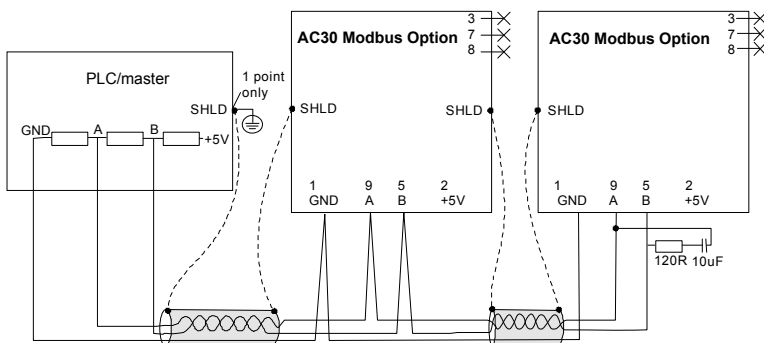 PLC/master
SHLD
1 point
only
GND
A
B
+5V
AC30 Modbus Option
3
7
8
SHLD
SHLD
1
9
5
2
GND
A
B
+5V
AC30 Modbus Option
3
7
8
SHLD
1
9
5
2
GND
A
B
+5V
120R
10uF